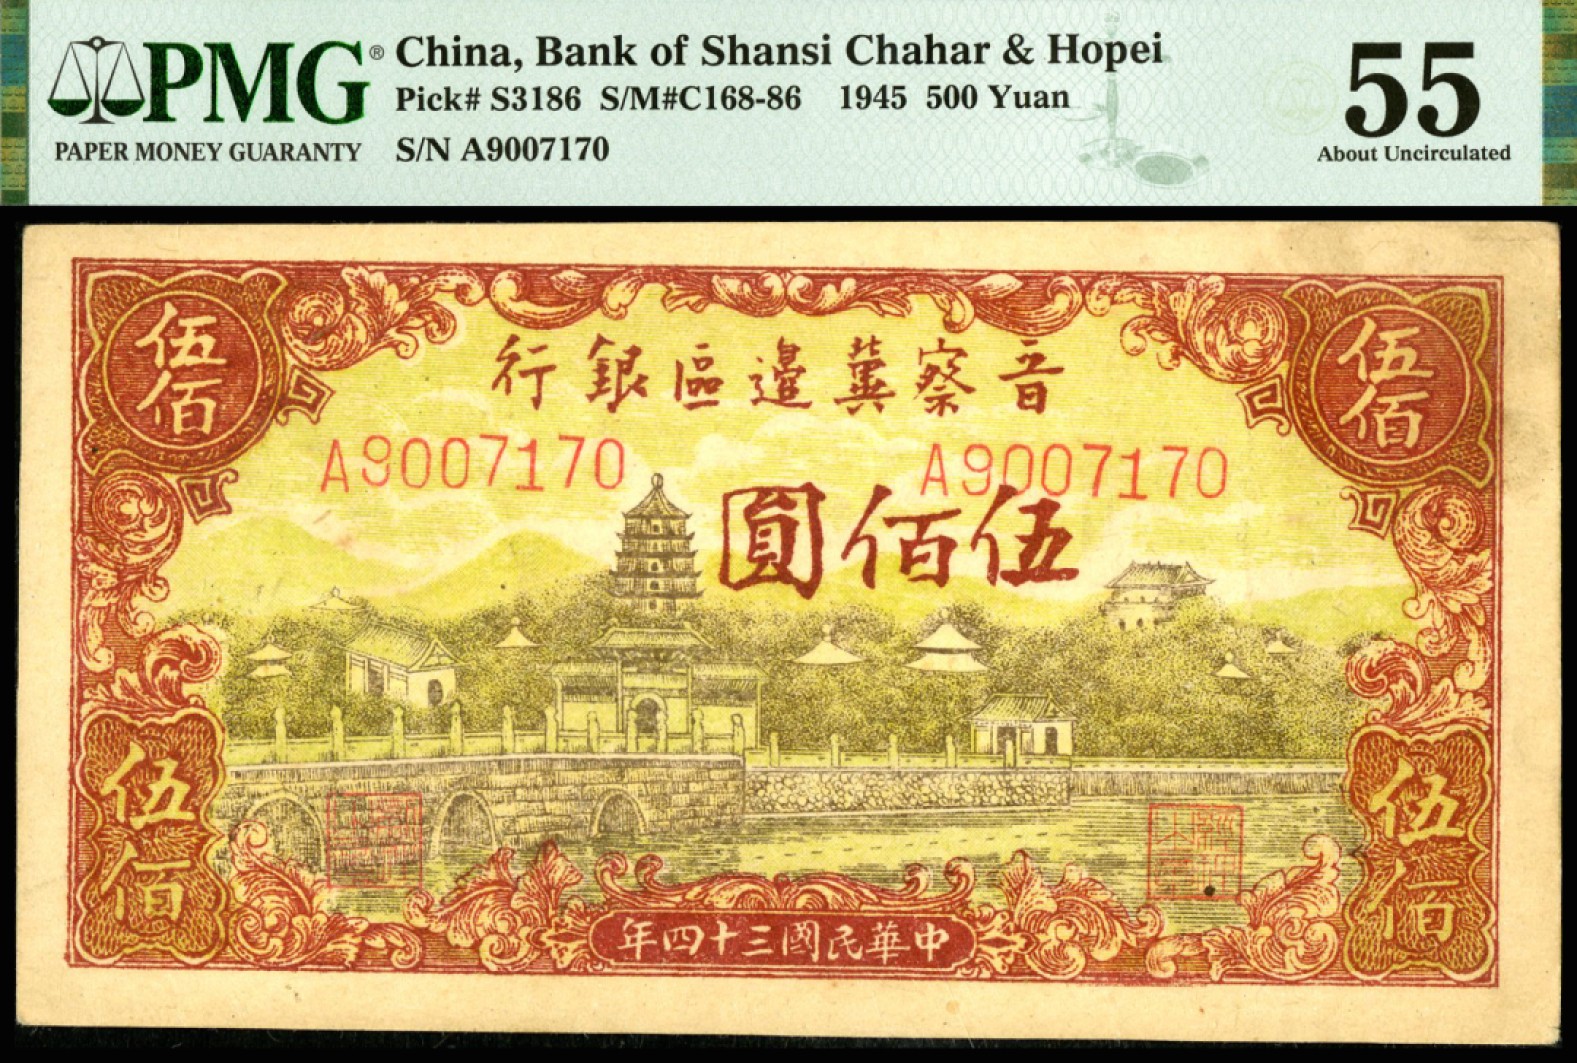 PMG®
PAPER MONEY GUARANTY
China, Bank of Shansi Chahar & Hopei
Pick# S3186 S/M#C168-86 1945 500 Yuan
S/N A9007170
55
About Uncirculated
伍佰
伍佰
晋察冀邊區銀行
A9007170
A9007170
伍佰圓
伍佰
伍佰
中華民國三十四年